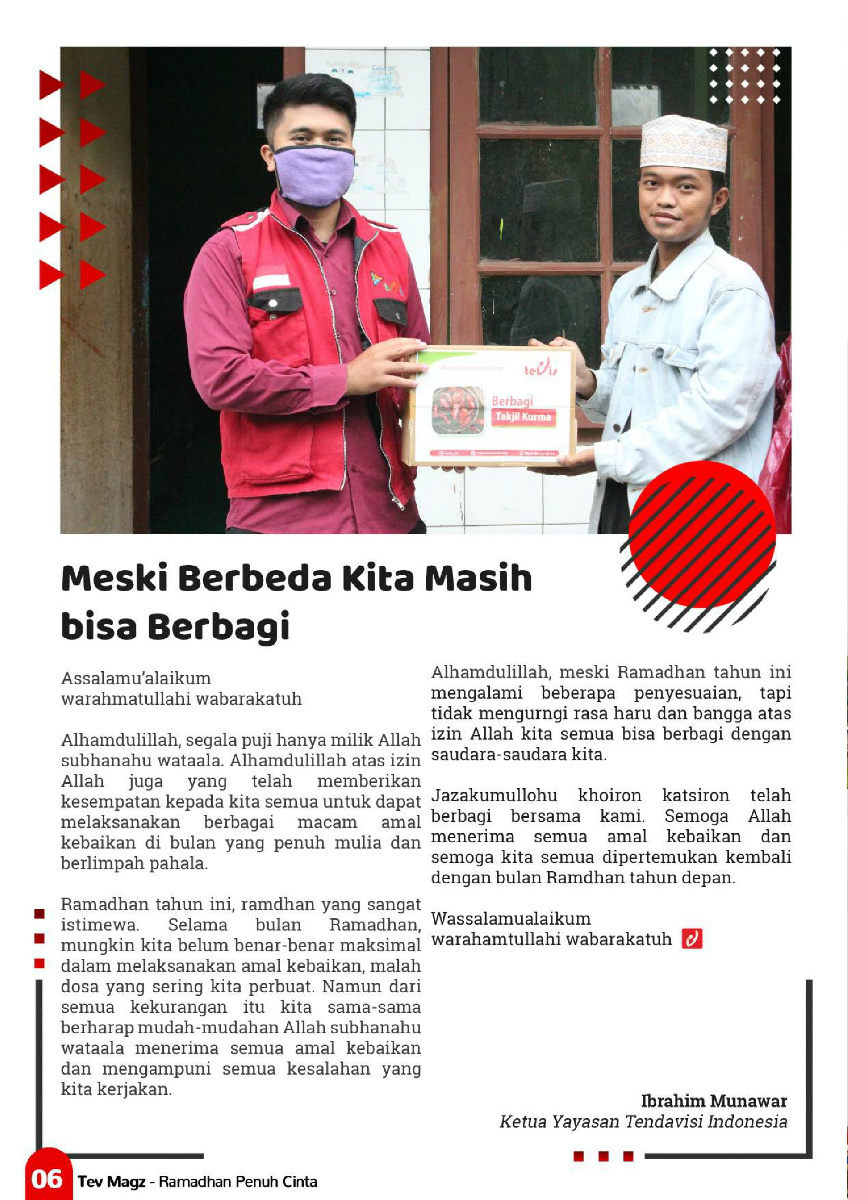 tevis
Berbagi
Takjil Kurma
Meski Berbeda Kita Masih
bisa Berbagi
Assalamu’alaikum
warahmatullahi wabarakatuh
Alhamdulillah, segala puji hanya milik Allah
subhanahu wataala. Alhamdulillah atas izin
Allah juga yang telah memberikan
kesempatan kepada kita semua untuk dapat
melaksanakan berbagai macam amal
kebaikan di bulan yang penuh mulia dan
berlimpah pahala.
Ramadhan tahun ini, ramdhan yang sangat
istimewa. Selama bulan Ramadhan,
mungkin kita belum benar-benar maksimal
dalam melaksanakan amal kebaikan, malah
dosa yang sering kita perbuat. Namun dari
semua kekurangan itu kita sama-sama
berharap mudah-mudahan Allah subhanahu
wataala menerima semua amal kebaikan
dan mengampuni semua kesalahan yang
kita kerjakan.
Alhamdulillah, meski Ramadhan tahun ini
mengalami beberapa penyesuaian, tapi
tidak mengurngi rasa haru dan bangga atas
izin Allah kita semua bisa berbagi dengan
saudara-saudara kita.
Jazakumullohu khoiron katsiron telah
berbagi bersama kami. Semoga Allah
menerima semua amal kebaikan dan
semoga kita semua dipertemukan kembali
dengan bulan Ramdhan tahun depan.
Wassalamualaikum
warahamtullahi wabarakatuh
Ibrahim Munawar
Ketua Yayasan Tendavisi Indonesia
06 Tev Magz - Ramadhan Penuh Cinta